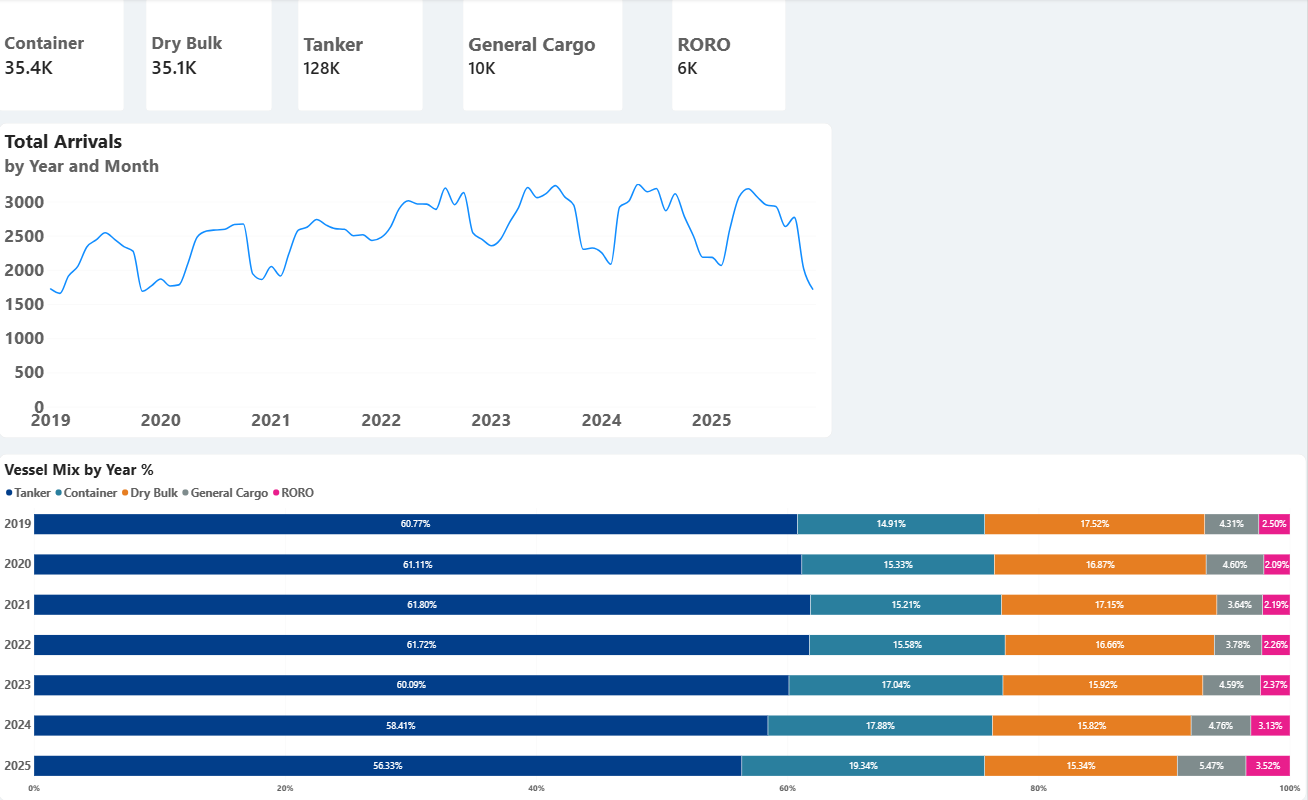 Container
35.4K
Dry Bulk
35.1K
Tanker
128K
General Cargo
10K
RORO
6K
Total Arrivals
by Year and Month
3000
2500
2000
1500
1000
500
0
2019 2020 2021 2022 2023 2024 2025
Vessel Mix by Year %
Tanker Container Dry Bulk General Cargo RORO
2019 60.77% 14.91% 17.52% 4.31% 2.50%
2020 61.11% 15.33% 16.87% 4.60% 2.09%
2021 61.80% 15.21% 17.15% 3.64% 2.19%
2022 61.72% 15.58% 16.66% 3.78% 2.26%
2023 60.09% 17.04% 15.92% 4.59% 2.37%
2024 58.41% 17.88% 15.82% 4.76% 3.13%
2025 56.33% 19.34% 15.34% 5.47% 3.52%
0% 20% 40% 60% 80% 100%